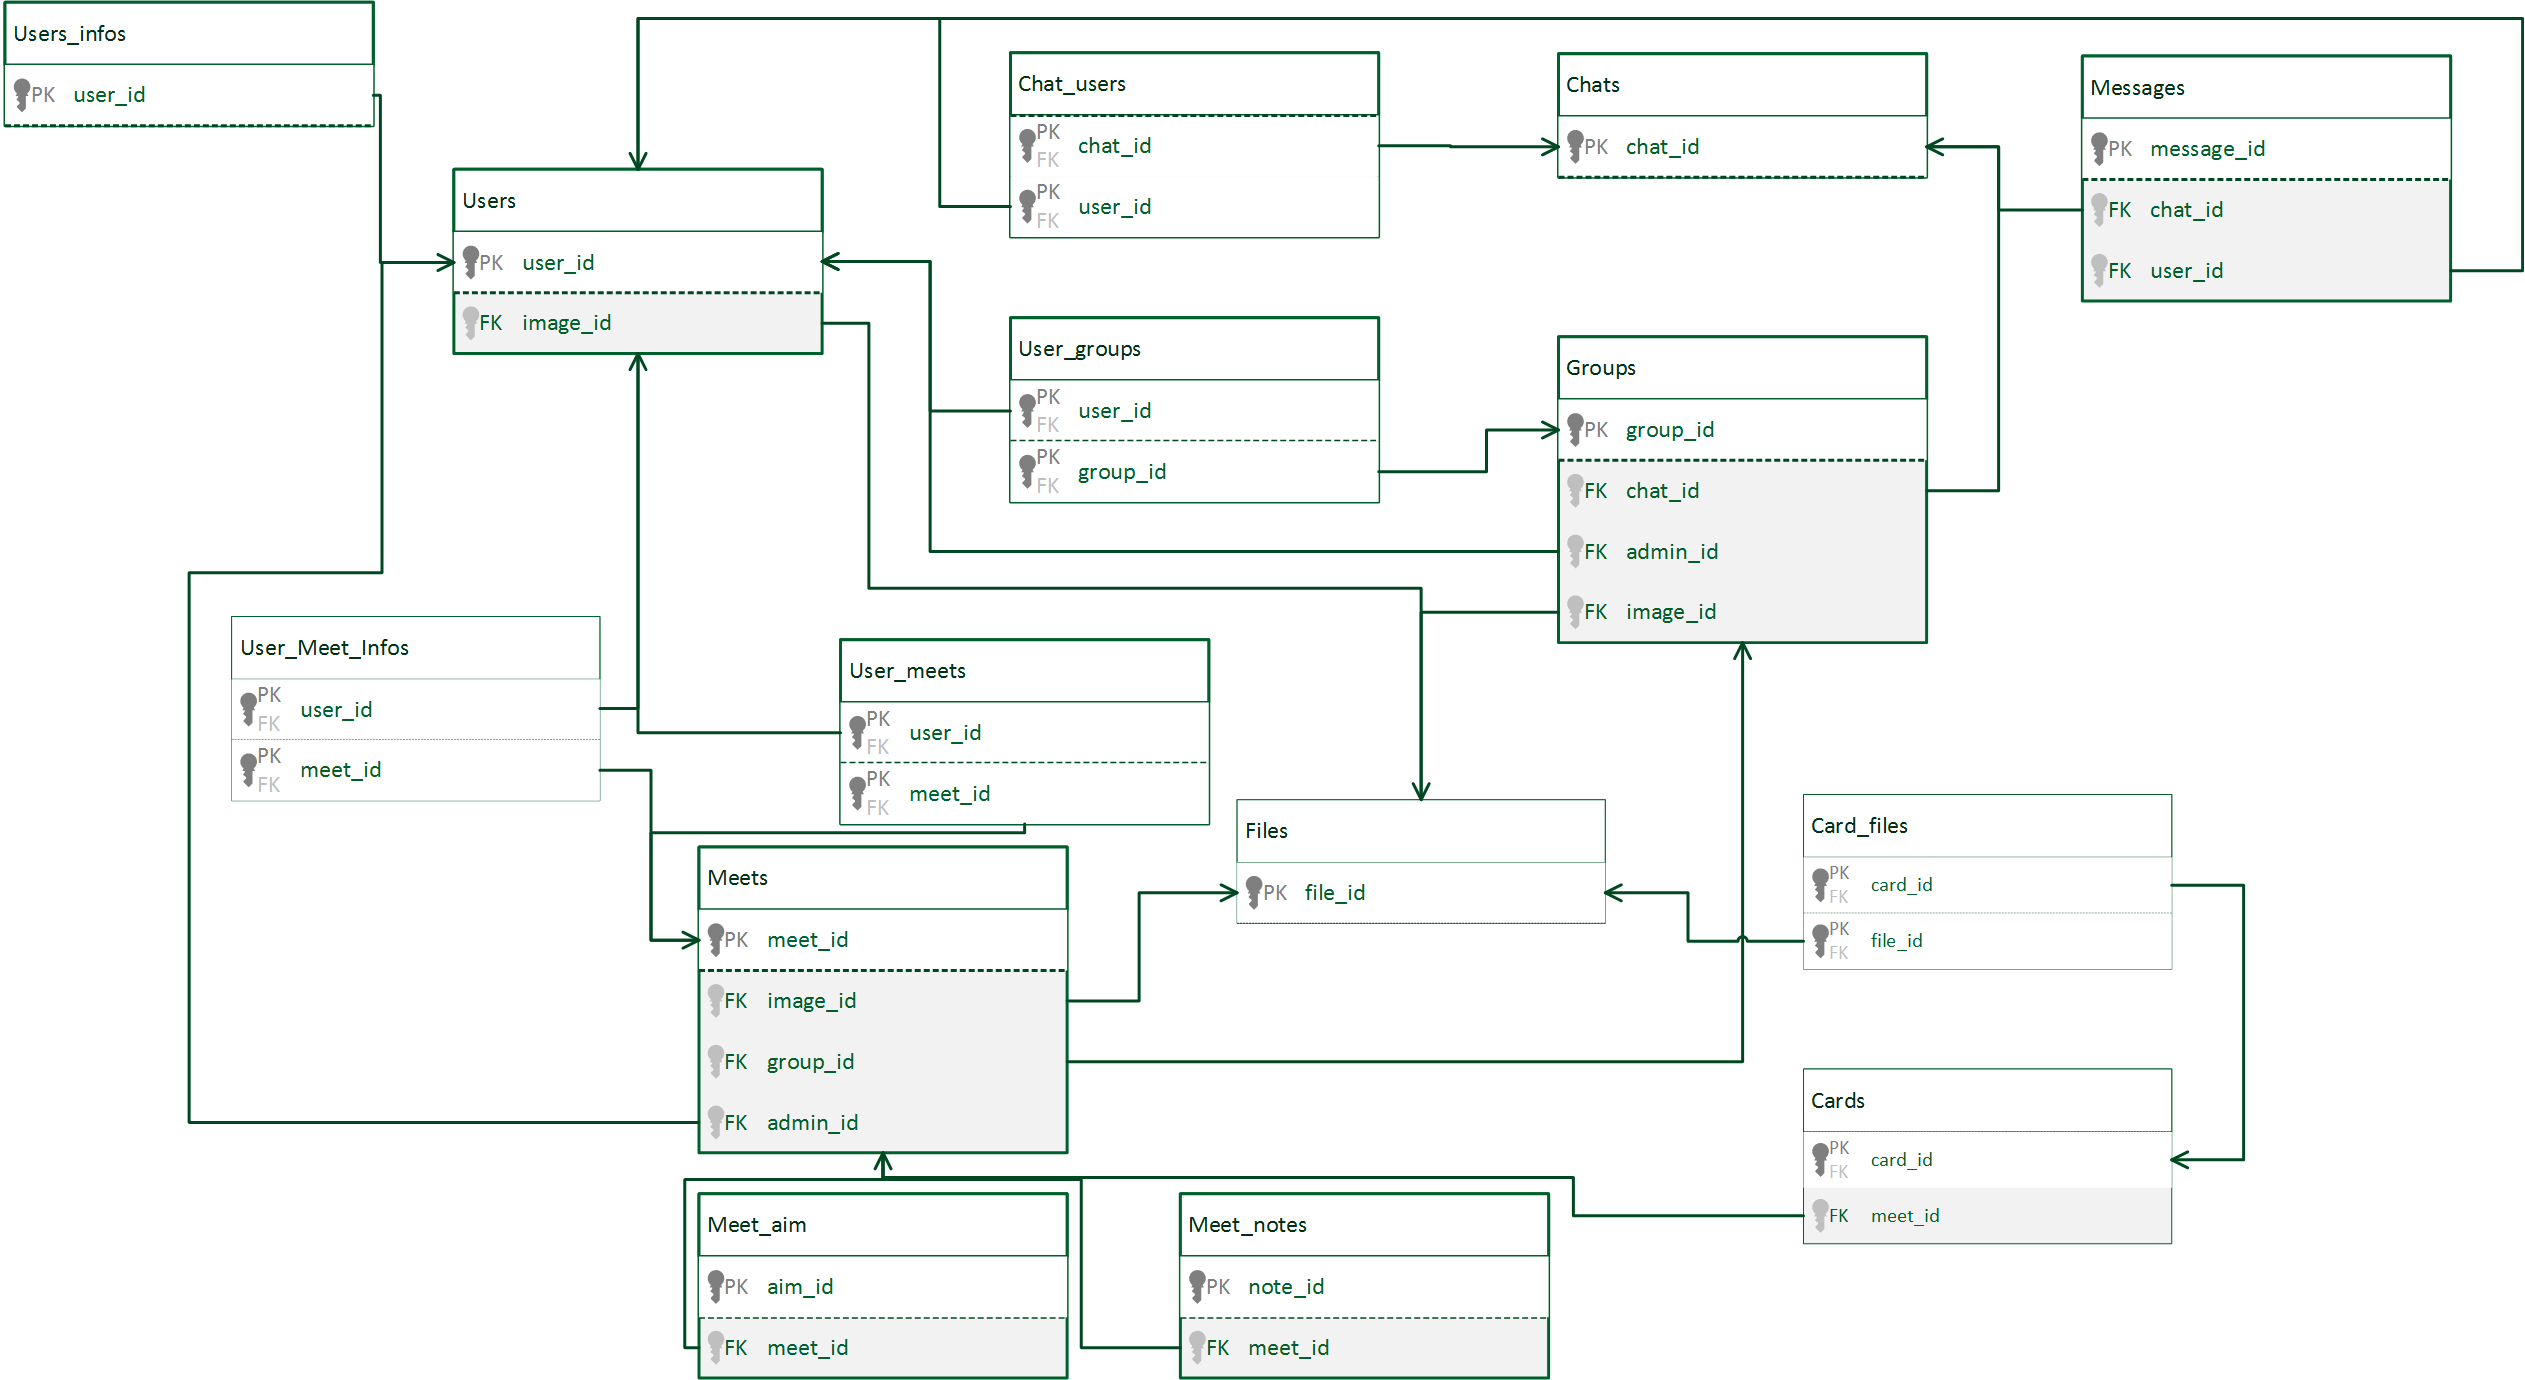 Users_infos
PK user_id
Users
PK user_id
FK image_id
Chat_users
PK
FK
chat_id
PK
FK
user_id
Chats
PK chat_id
Messages
PK message_id
FK chat_id
FK user_id
User_groups
PK
FK
user_id
PK
FK
group_id
Groups
PK group_id
FK chat_id
FK admin_id
FK image_id
User_Meet_Infos
PK
FK
user_id
PK
FK
meet_id
User_meets
PK
FK
user_id
PK
FK
meet_id
Files
PK file_id
Card_files
PK
FK
card_id
PK
FK
file_id
Meets
PK meet_id
FK image_id
FK group_id
FK admin_id
Cards
PK
FK
card_id
FK meet_id
Meet_aim
PK aim_id
FK meet_id
Meet_notes
PK note_id
FK meet_id